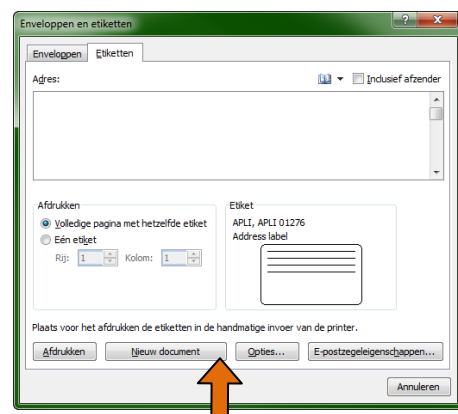 Enveloppen en etiketten
Enveloppen Etiketten
Adres: Inclusief afzender
Afdrukken
Volledige pagina met hetzelfde etiket
Eén etiket
Rij: 1 Kolom: 1
Etiket
APLI, APLI 01276
Address label
Plaats voor het afdrukken de etiketten in de handmatige invoer van de printer.
Afdrukken Nieuw document Opties... E-postzegeleigenschappen...
Annuleren